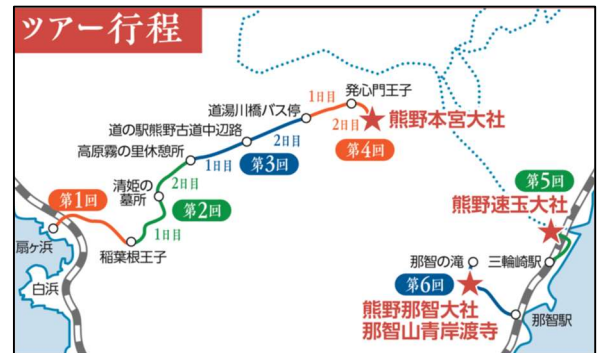 ツアー行程
発心門王子
1日目
道湯川橋バス停
2日目
熊野本宮大社
道の駅熊野古道中辺路
2日目
第4回
高原霧の里休憩所
1日目
第3回
清姫の
墓所
2日目
第2回
第1回
1日目
扇ヶ浜
稲葉根王子
白浜
第5回
熊野速玉大社
那智の滝
三輪崎駅
第6回
熊野那智大社
那智山青岸渡寺
那智駅